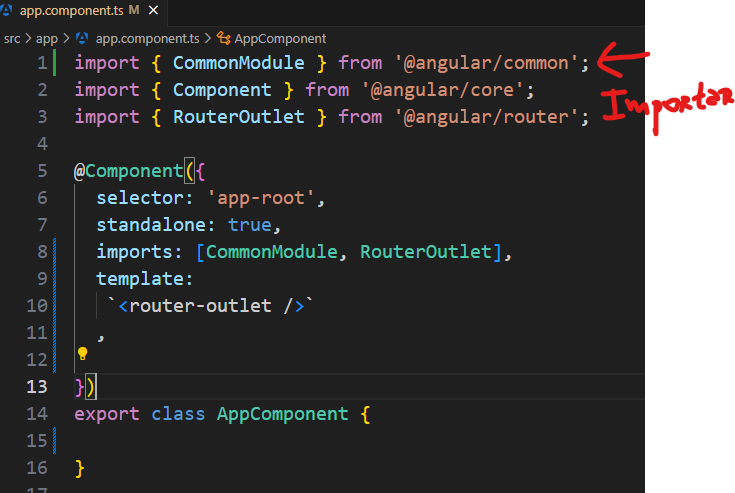 app.component.ts M ×
src > app > app.component.ts > AppComponent
1 import { CommonModule } from '@angular/common';
2 import { Component } from '@angular/core';
Importar
3 import { RouterOutlet } from '@angular/router';
4
5 @Component({
6 selector: 'app-root',
7 standalone: true,
8 imports: [CommonModule, RouterOutlet],
9 template:
10 `<router-outlet />`
11 ,
12
13 })
14 export class AppComponent {
15
16 }
17